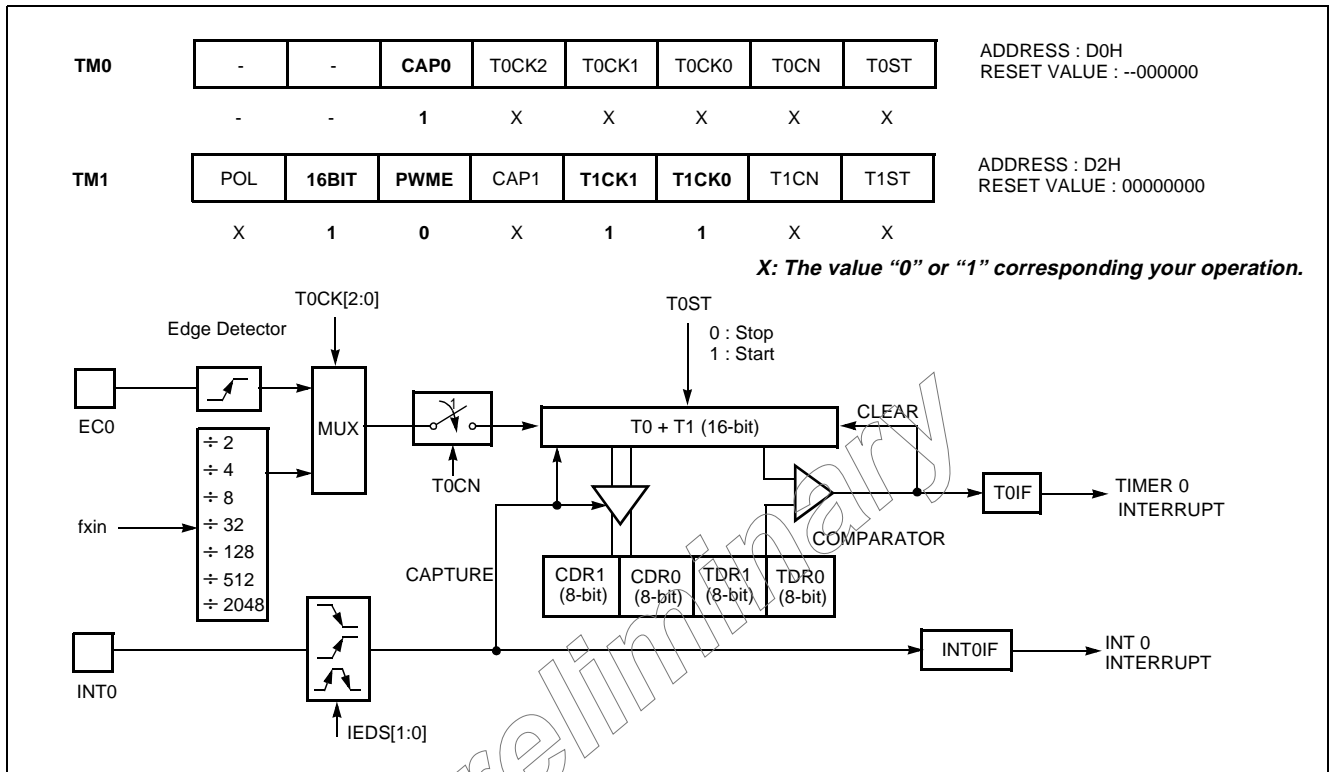 TM0 - - CAP0 T0CK2 T0CK1 T0CK0 T0CN T0ST ADDRESS : D0H
RESET VALUE : --000000
- - 1 X X X X X
TM1 POL 16BIT PWME CAP1 T1CK1 T1CK0 T1CN T1ST ADDRESS : D2H
RESET VALUE : 00000000
X 1 0 X 1 1 X X
X: The value “0” or “1” corresponding your operation.
T0CK[2:0]
Edge Detector
T0ST
0 : Stop
1 : Start
EC0
MUX
1
T0CN
T0 + T1 (16-bit)
CLEAR
fxin
÷ 2
÷ 4
÷ 8
÷ 32
÷ 128
÷ 512
÷ 2048
COMPARATOR
T0IF
TIMER 0
INTERRUPT
CAPTURE
CDR1
(8-bit)
CDR0
(8-bit)
TDR1
(8-bit)
TDR0
(8-bit)
INT0
IEDS[1:0]
INT0IF
INT 0
INTERRUPT
reliminary